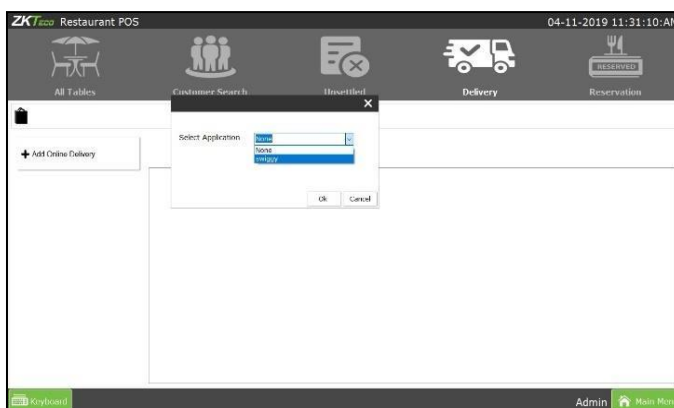 ZKTeco Restaurant POS
04-11-2019 11:31:10:AM
All Tables
Customer Search
Unsettled
Delivery
RESERVED
Reservation
Select Application
None
None
swiggy
+ Add Online Delivery
Ok
Cancel
Keyboard
Admin
Main Menu